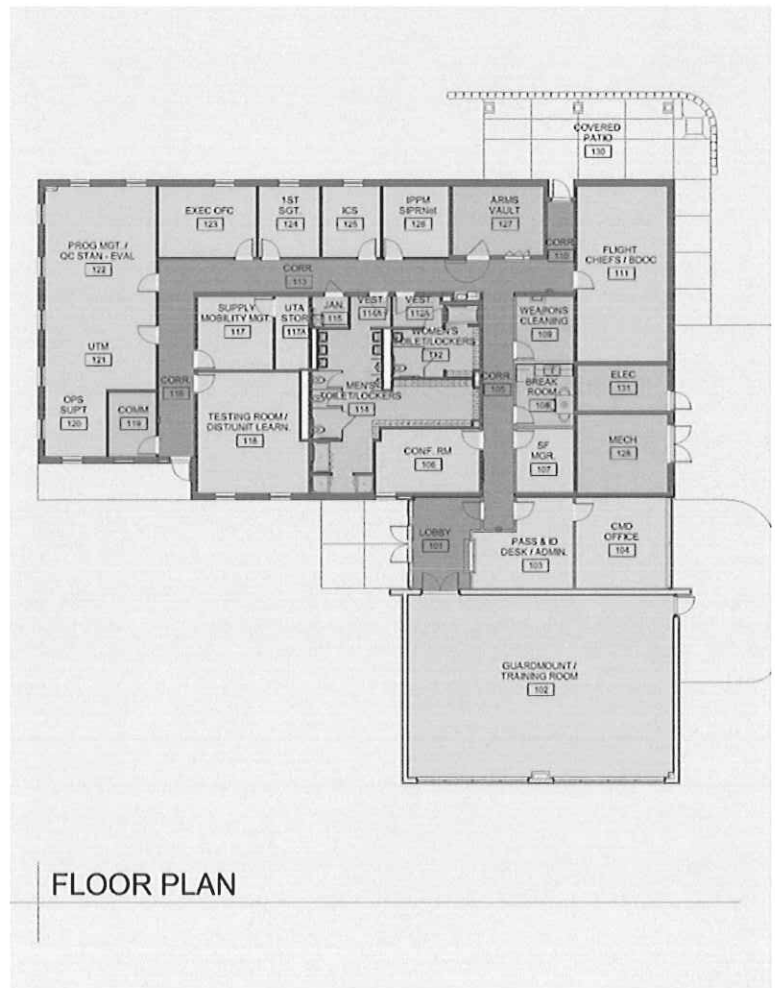 COVERED
PATIO
130
EXEC OFC
123
1ST
SGT.
124
ICS
125
IPPM
SIPRNet
126
ARMS
VAULT
127
PROG MGT. /
QC STAN - EVAL
122
CORR.
110
FLIGHT
CHIEFS / BDOC
111
CORR.
113
SUPPLY
MOBILITY MGT
117
UTA
STOR
117A
JAN.
115
VEST.
114A
VEST.
112A
WEAPONS
CLEANING
109
WOMEN'S
TOILET/LOCKERS
112
UTM
121
CORR.
116
MEN'S
TOILET/LOCKERS
114
CORR.
105
BREAK
ROOM
108
ELEC
131
OPS
SUP'T
120
COMM
119
TESTING ROOM /
DIST/UNIT LEARN.
118
CONF. RM
106
SF
MGR.
107
MECH
128
LOBBY
101
PASS & ID
DESK / ADMIN.
103
CMD
OFFICE
104
GUARDMOUNT /
TRAINING ROOM
102
FLOOR PLAN